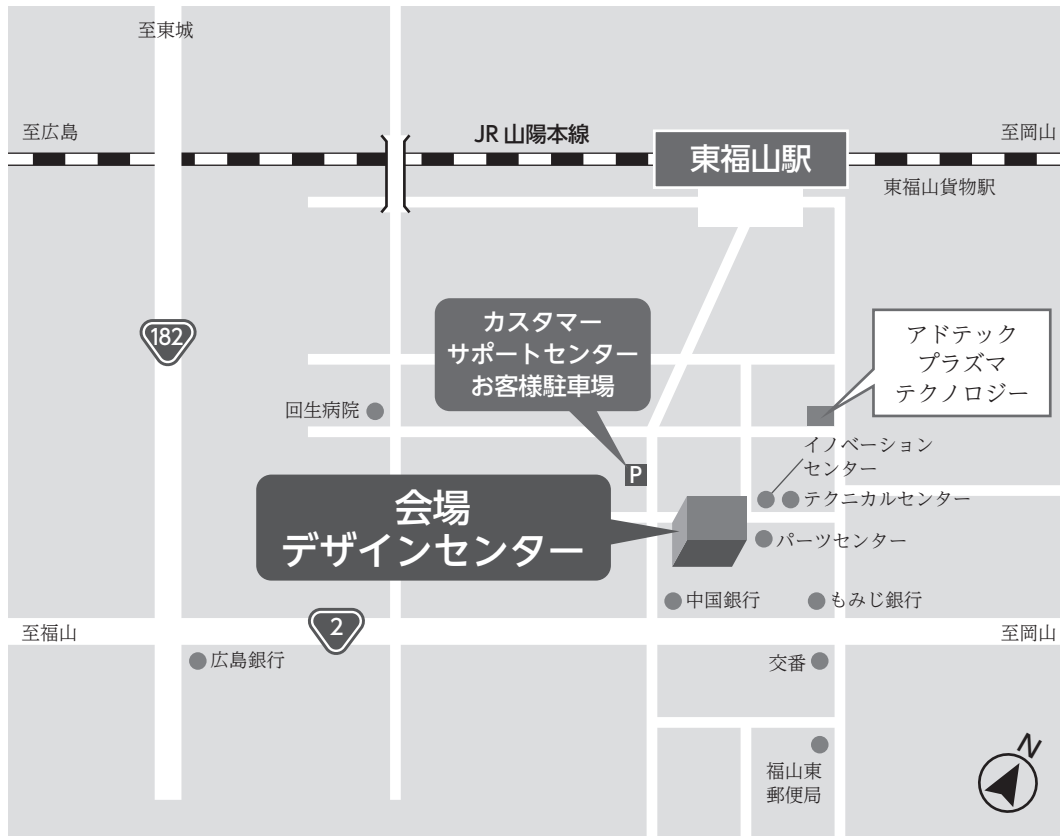 至東城
至広島
JR 山陽本線
至岡山
東福山駅
東福山貨物駅
182
カスタマー
サポートセンター
お客様駐車場
アドテック
プラズマ
テクノロジー
回生病院
イノベーション
センター
P
テクニカルセンター
会場
デザインセンター
パーツセンター
中国銀行
もみじ銀行
2
至福山
至岡山
広島銀行
交番
福山東
郵便局
N